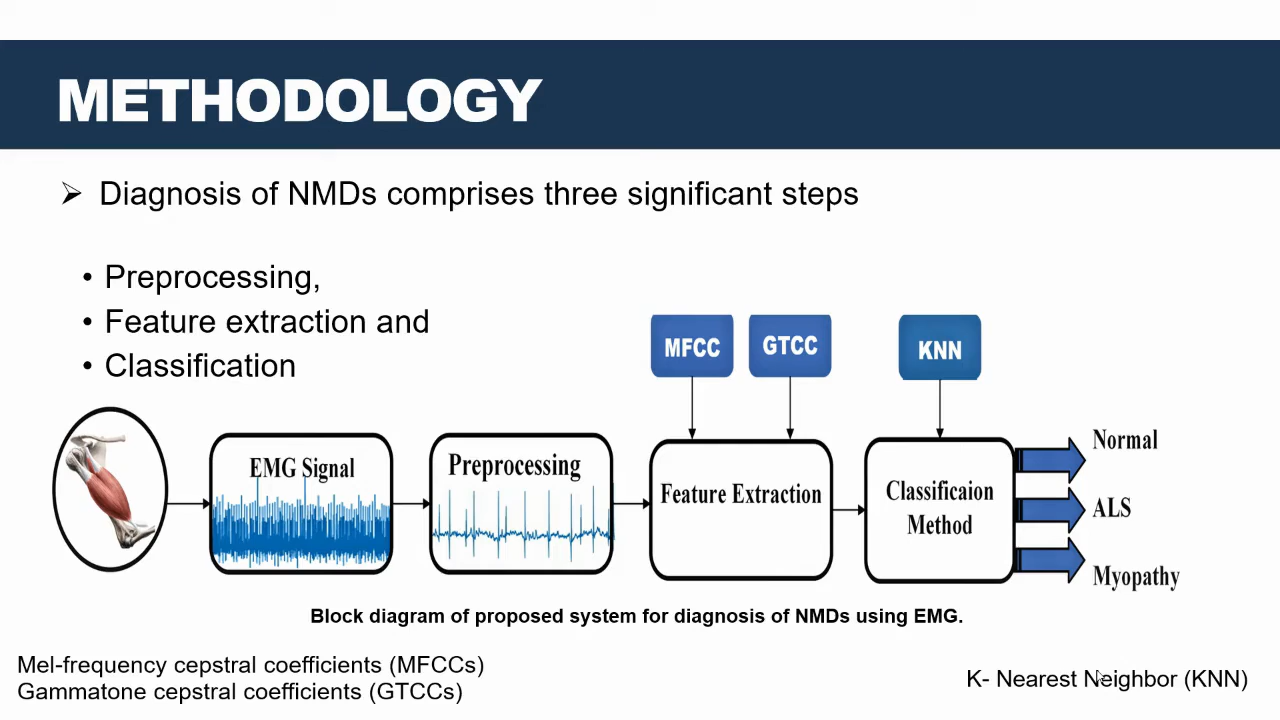 METHODOLOGY
➢ Diagnosis of NMDs comprises three significant steps
• Preprocessing,
• Feature extraction and
• Classification
MFCC
GTCC
KNN
EMG Signal
Preprocessing
Feature Extraction
Classificaion
Method
Normal
ALS
Myopathy
Block diagram of proposed system for diagnosis of NMDs using EMG.
Mel-frequency cepstral coefficients (MFCCs)
Gammatone cepstral coefficients (GTCCs)
K- Nearest Neighbor (KNN)